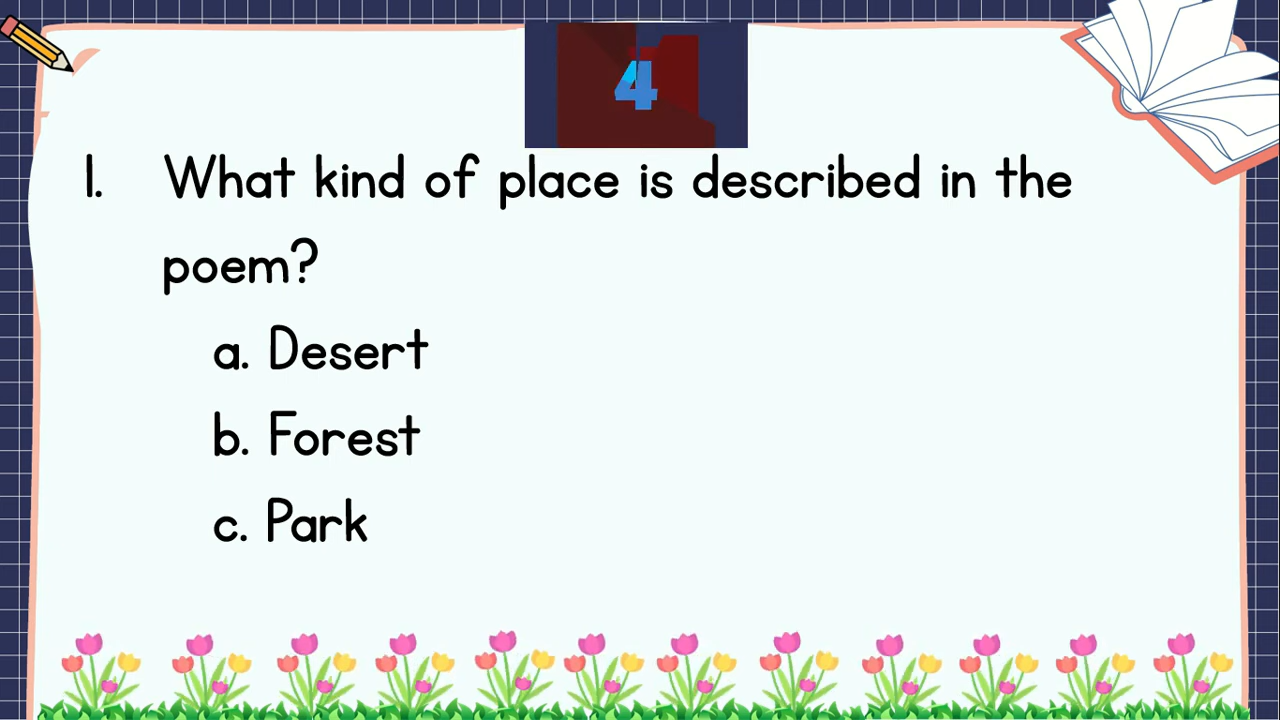 4
1. What kind of place is described in the
poem?
a. Desert
b. Forest
c. Park